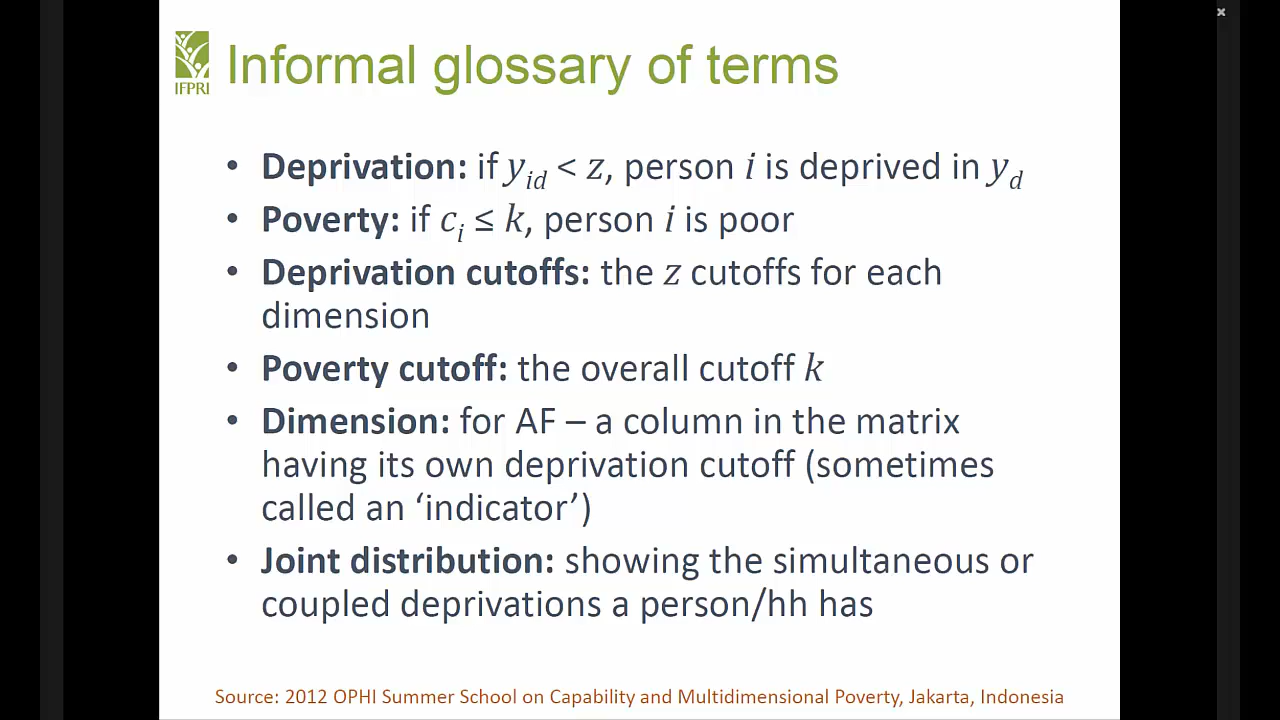 IFPRI
Informal glossary of terms
• Deprivation: if y_id < z, person i is deprived in y_d
• Poverty: if c_i ≤ k, person i is poor
• Deprivation cutoffs: the z cutoffs for each
dimension
• Poverty cutoff: the overall cutoff k
• Dimension: for AF – a column in the matrix
having its own deprivation cutoff (sometimes
called an ‘indicator’)
• Joint distribution: showing the simultaneous or
coupled deprivations a person/hh has
Source: 2012 OPHI Summer School on Capability and Multidimensional Poverty, Jakarta, Indonesia